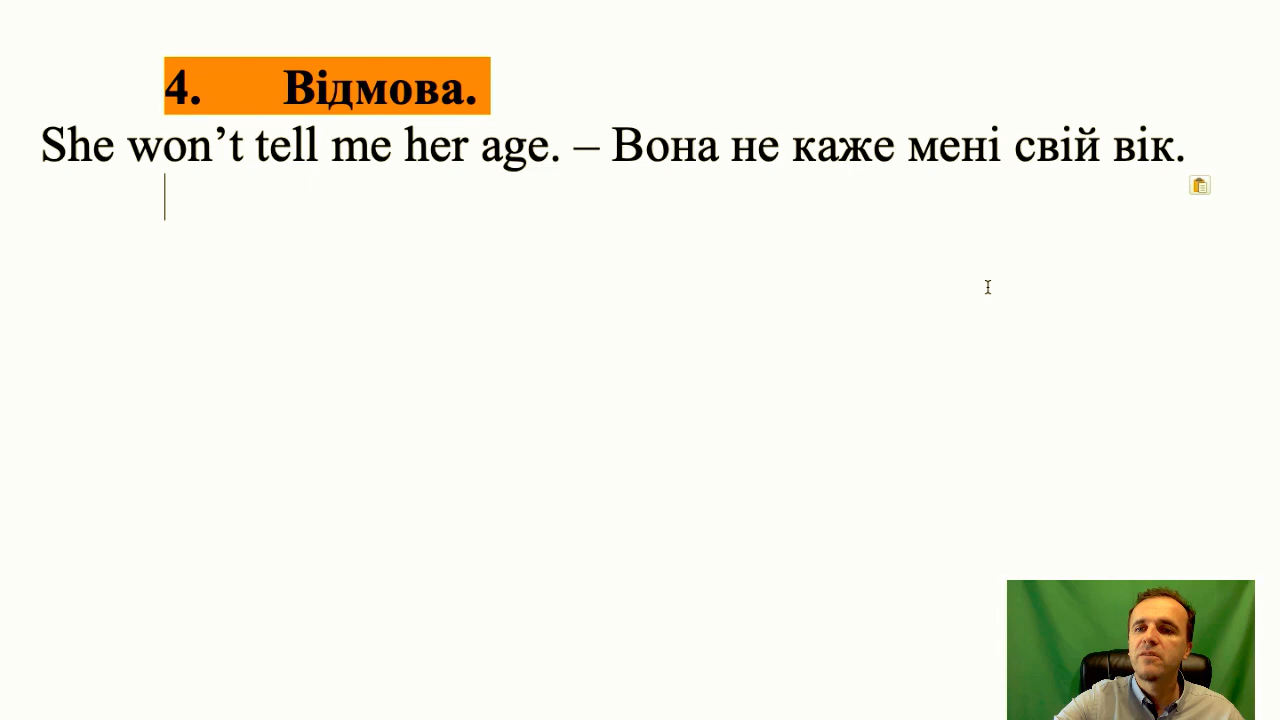 4. Відмова.
She won’t tell me her age. – Вона не каже мені свій вік.